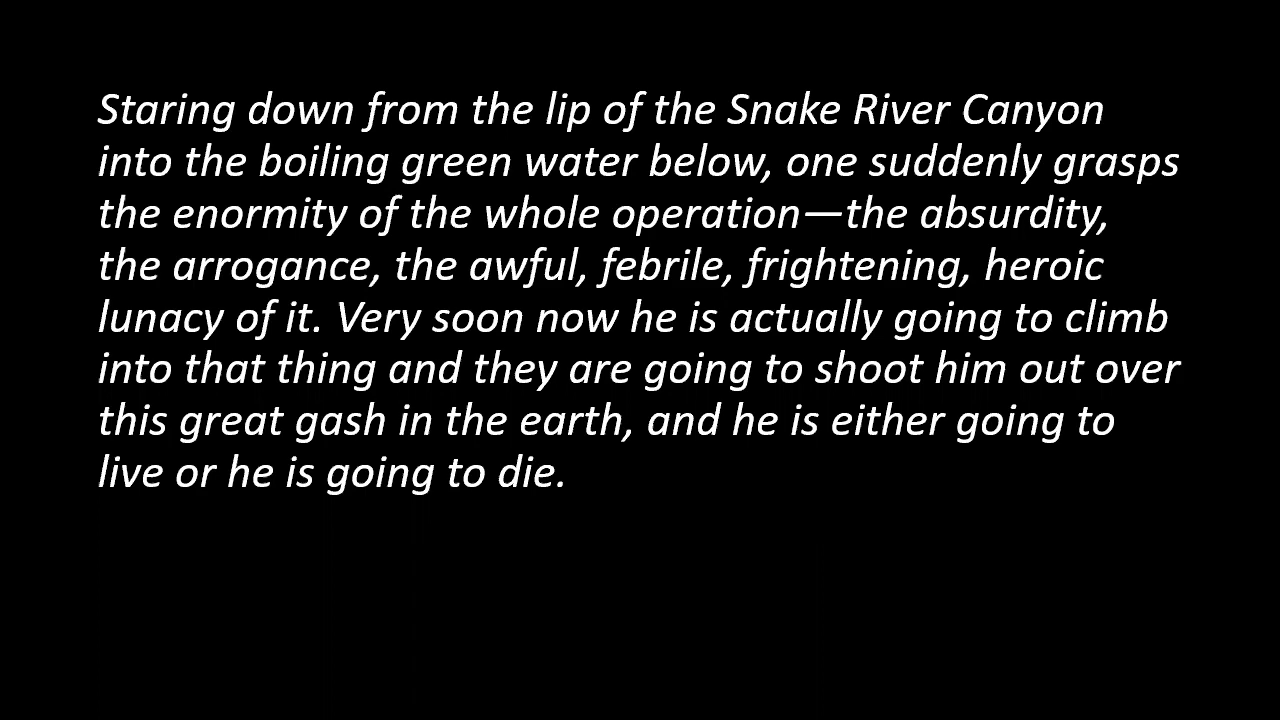 Staring down from the lip of the Snake River Canyon
into the boiling green water below, one suddenly grasps
the enormity of the whole operation—the absurdity,
the arrogance, the awful, febrile, frightening, heroic
lunacy of it. Very soon now he is actually going to climb
into that thing and they are going to shoot him out over
this great gash in the earth, and he is either going to
live or he is going to die.